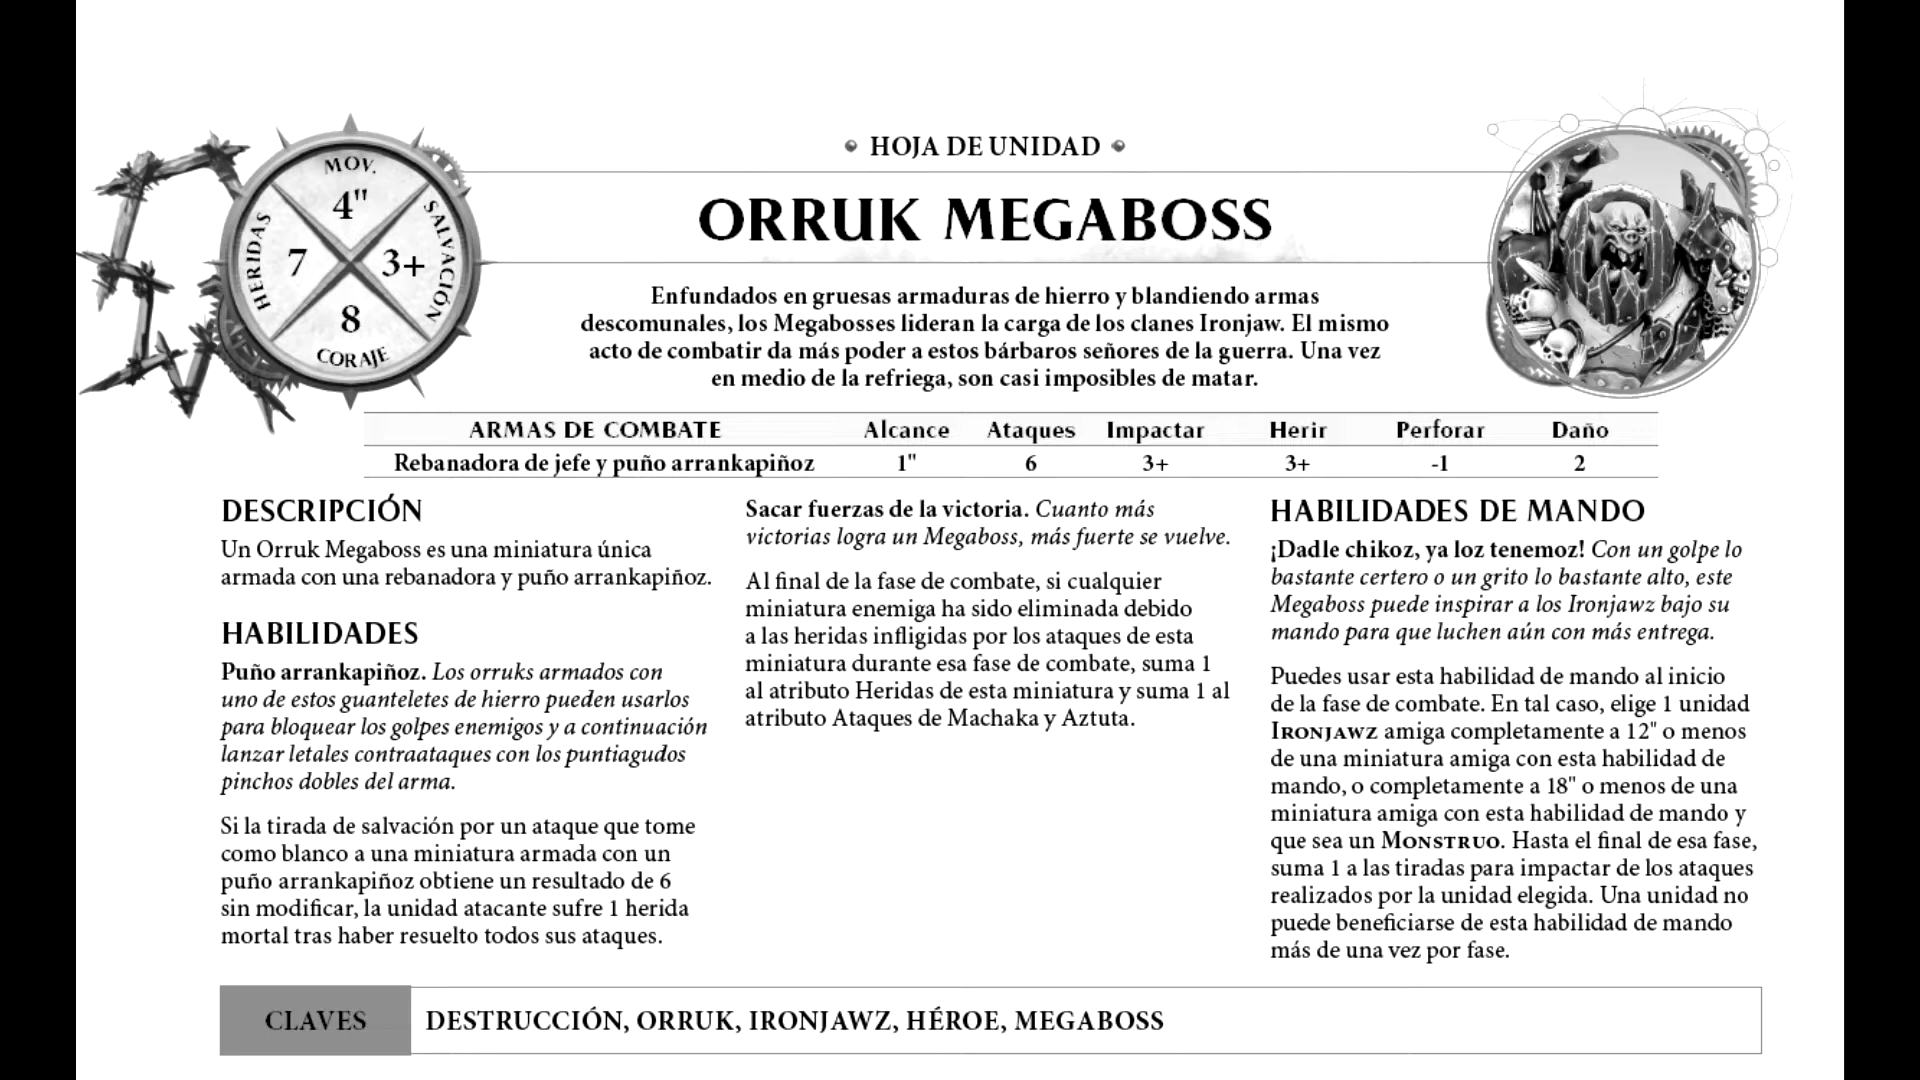 HOJA DE UNIDAD
ORRUK MEGABOSS
MOV.
4"
HERIDAS
7
3+
SALVACIÓN
8
CORAJE
Enfundados en gruesas armaduras de hierro y blandiendo armas
descomunales, los Megabosses lideran la carga de los clanes Ironjaw. El mismo
acto de combatir da más poder a estos bárbaros señores de la guerra. Una vez
en medio de la refriega, son casi imposibles de matar.
ARMAS DE COMBATE Alcance Ataques Impactar Herir Perforar Daño
Rebanadora de jefe y puño arrankapiñoz 1" 6 3+ 3+ -1 2
DESCRIPCIÓN
Un Orruk Megaboss es una miniatura única
armada con una rebanadora y puño arrankapiñoz.
HABILIDADES
Puño arrankapiñoz. Los orruks armados con
uno de estos guanteletes de hierro pueden usarlos
para bloquear los golpes enemigos y a continuación
lanzar letales contraataques con los puntiagudos
pinchos dobles del arma.
Si la tirada de salvación por un ataque que tome
como blanco a una miniatura armada con un
puño arrankapiñoz obtiene un resultado de 6
sin modificar, la unidad atacante sufre 1 herida
mortal tras haber resuelto todos sus ataques.
Sacar fuerzas de la victoria. Cuanto más
victorias logra un Megaboss, más fuerte se vuelve.
Al final de la fase de combate, si cualquier
miniatura enemiga ha sido eliminada debido
a las heridas infligidas por los ataques de esta
miniatura durante esa fase de combate, suma 1
al atributo Heridas de esta miniatura y suma 1 al
atributo Ataques de Machaka y Aztuta.
HABILIDADES DE MANDO
¡Dadle chikoz, ya loz tenemoz! Con un golpe lo
bastante certero o un grito lo bastante alto, este
Megaboss puede inspirar a los Ironjawz bajo su
mando para que luchen aún con más entrega.
Puedes usar esta habilidad de mando al inicio
de la fase de combate. En tal caso, elige 1 unidad
IRONJAWZ amiga completamente a 12" o menos
de una miniatura amiga con esta habilidad de
mando, o completamente a 18" o menos de una
miniatura amiga con esta habilidad de mando y
que sea un MONSTRUO. Hasta el final de esa fase,
suma 1 a las tiradas para impactar de los ataques
realizados por la unidad elegida. Una unidad no
puede beneficiarse de esta habilidad de mando
más de una vez por fase.
CLAVES DESTRUCCIÓN, ORRUK, IRONJAWZ, HÉROE, MEGABOSS